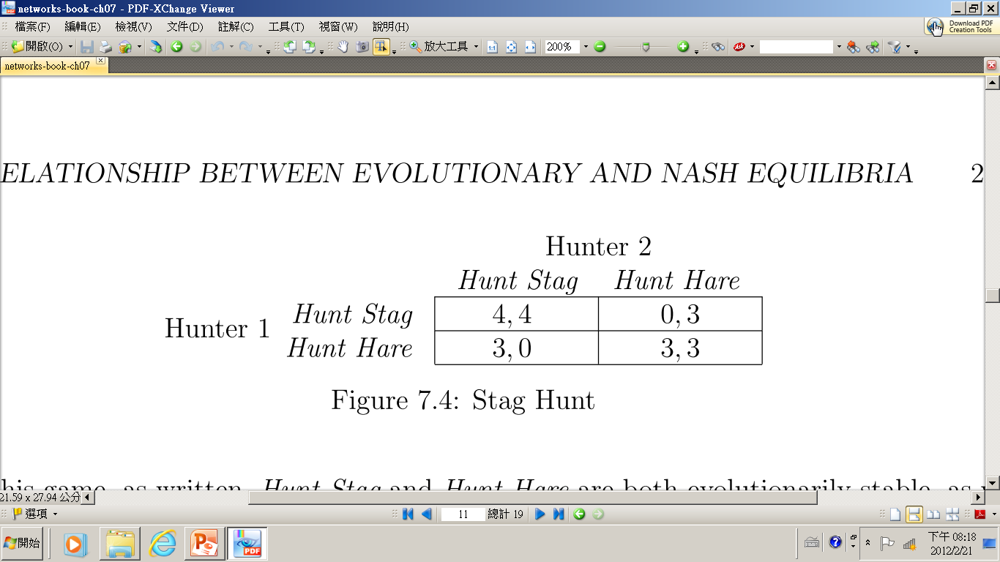 networks-book-ch07 - PDF-XChange Viewer
檔案(F) 編輯(E) 檢視(V) 文件(D) 註解(C) 工具(T) 視窗(W) 說明(H)
Download PDF
Creation Tools
開啟(O) 放大工具 200% Ask
networks-book-ch07
ELATIONSHIP BETWEEN EVOLUTIONARY AND NASH EQUILIBRIA 2
Hunter 2
Hunt Stag Hunt Hare
Hunter 1
Hunt Stag 4, 4 0, 3
Hunt Hare 3, 0 3, 3
Figure 7.4: Stag Hunt
his game, as written, Hunt Stag and Hunt Hare are both evolutionarily stable, as
21.59 x 27.94 公分
選項 11 總計 19
開始 PDF 下午 08:18
2012/2/21